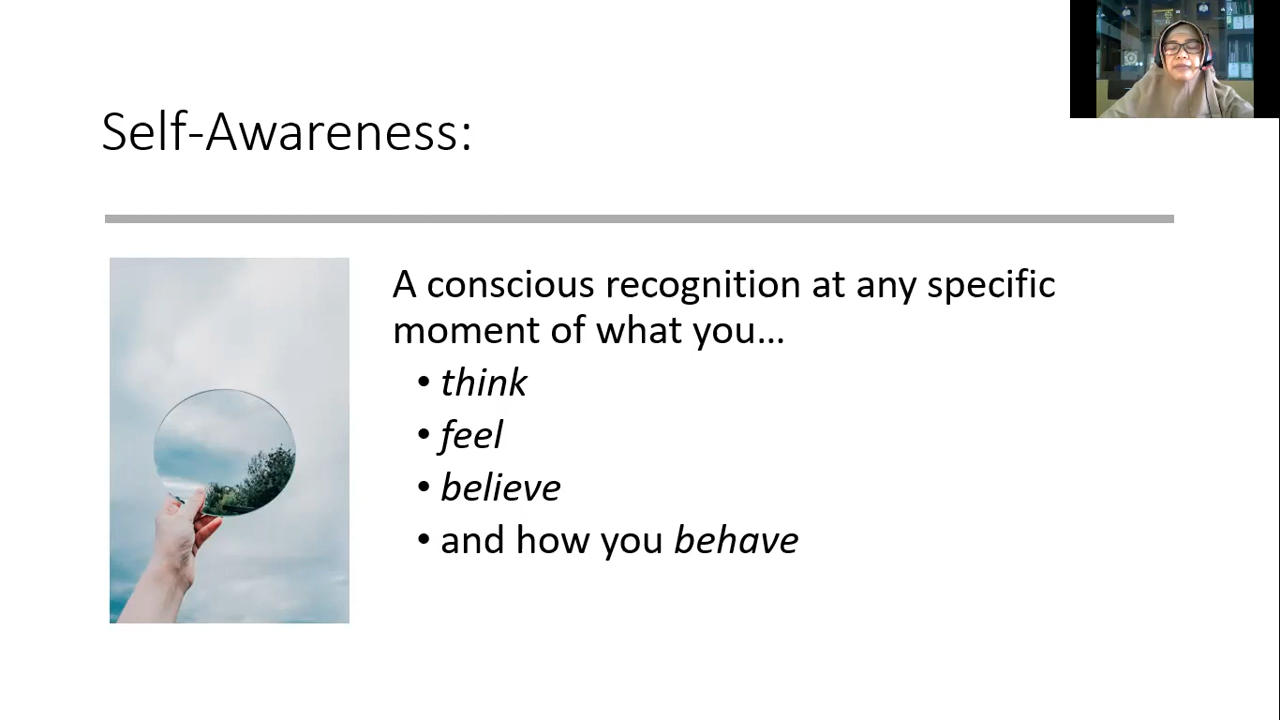 Self-Awareness:
A conscious recognition at any specific
moment of what you...
• think
• feel
• believe
• and how you behave